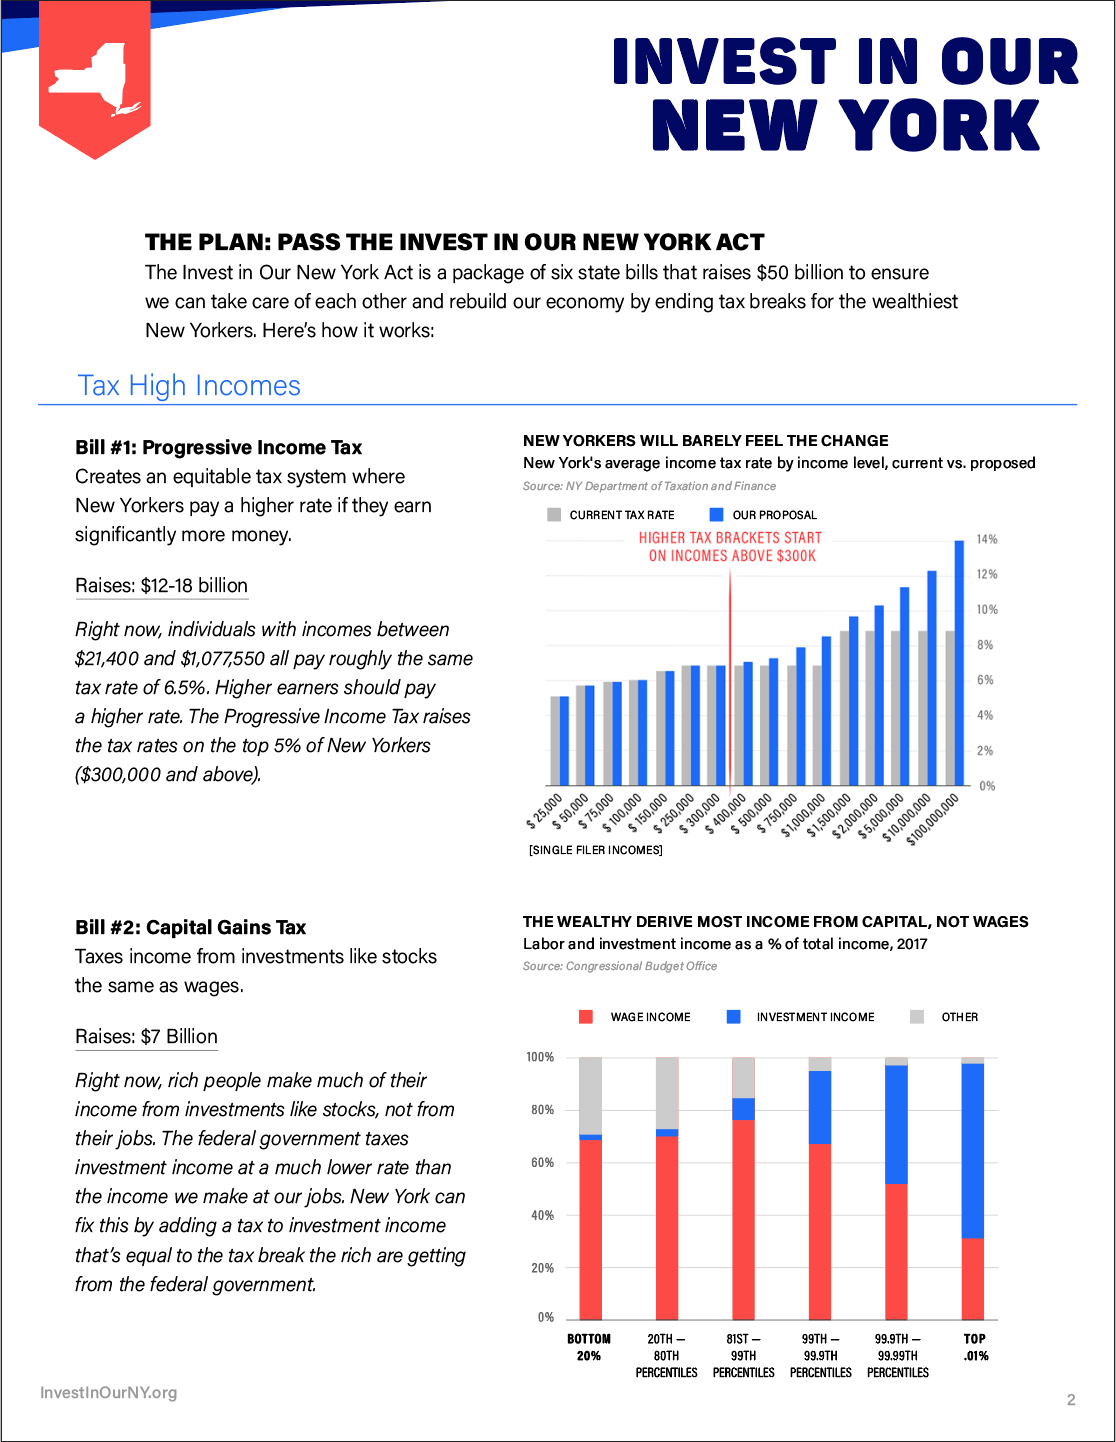 INVEST IN OUR
NEW YORK
THE PLAN: PASS THE INVEST IN OUR NEW YORK ACT
The Invest in Our New York Act is a package of six state bills that raises $50 billion to ensure
we can take care of each other and rebuild our economy by ending tax breaks for the wealthiest
New Yorkers. Here's how it works:
Tax High Incomes
Bill #1: Progressive Income Tax
Creates an equitable tax system where
New Yorkers pay a higher rate if they earn
significantly more money.
Raises: $12-18 billion
Right now, individuals with incomes between
$21,400 and $1,077,550 all pay roughly the same
tax rate of 6.5%. Higher earners should pay
a higher rate. The Progressive Income Tax raises
the tax rates on the top 5% of New Yorkers
($300,000 and above).
NEW YORKERS WILL BARELY FEEL THE CHANGE
New York's average income tax rate by income level, current vs. proposed
Source: NY Department of Taxation and Finance
CURRENT TAX RATE
OUR PROPOSAL
HIGHER TAX BRACKETS START
ON INCOMES ABOVE $300K
14%
12%
10%
8%
6%
4%
2%
0%
$ 25,000
$ 50,000
$ 75,000
$ 100,000
$ 150,000
$ 250,000
$ 300,000
$ 400,000
$ 500,000
$ 750,000
$1,000,000
$1,500,000
$2,000,000
$5,000,000
$10,000,000
$100,000,000
[SINGLE FILER INCOMES]
Bill #2: Capital Gains Tax
Taxes income from investments like stocks
the same as wages.
Raises: $7 Billion
Right now, rich people make much of their
income from investments like stocks, not from
their jobs. The federal government taxes
investment income at a much lower rate than
the income we make at our jobs. New York can
fix this by adding a tax to investment income
that's equal to the tax break the rich are getting
from the federal government.
THE WEALTHY DERIVE MOST INCOME FROM CAPITAL, NOT WAGES
Labor and investment income as a % of total income, 2017
Source: Congressional Budget Office
WAGE INCOME
INVESTMENT INCOME
OTHER
100%
80%
60%
40%
20%
0%
BOTTOM
20%
20TH —
80TH
PERCENTILES
81ST —
99TH
PERCENTILES
99TH —
99.9TH
PERCENTILES
99.9TH —
99.99TH
PERCENTILES
TOP
.01%
InvestInOurNY.org
2